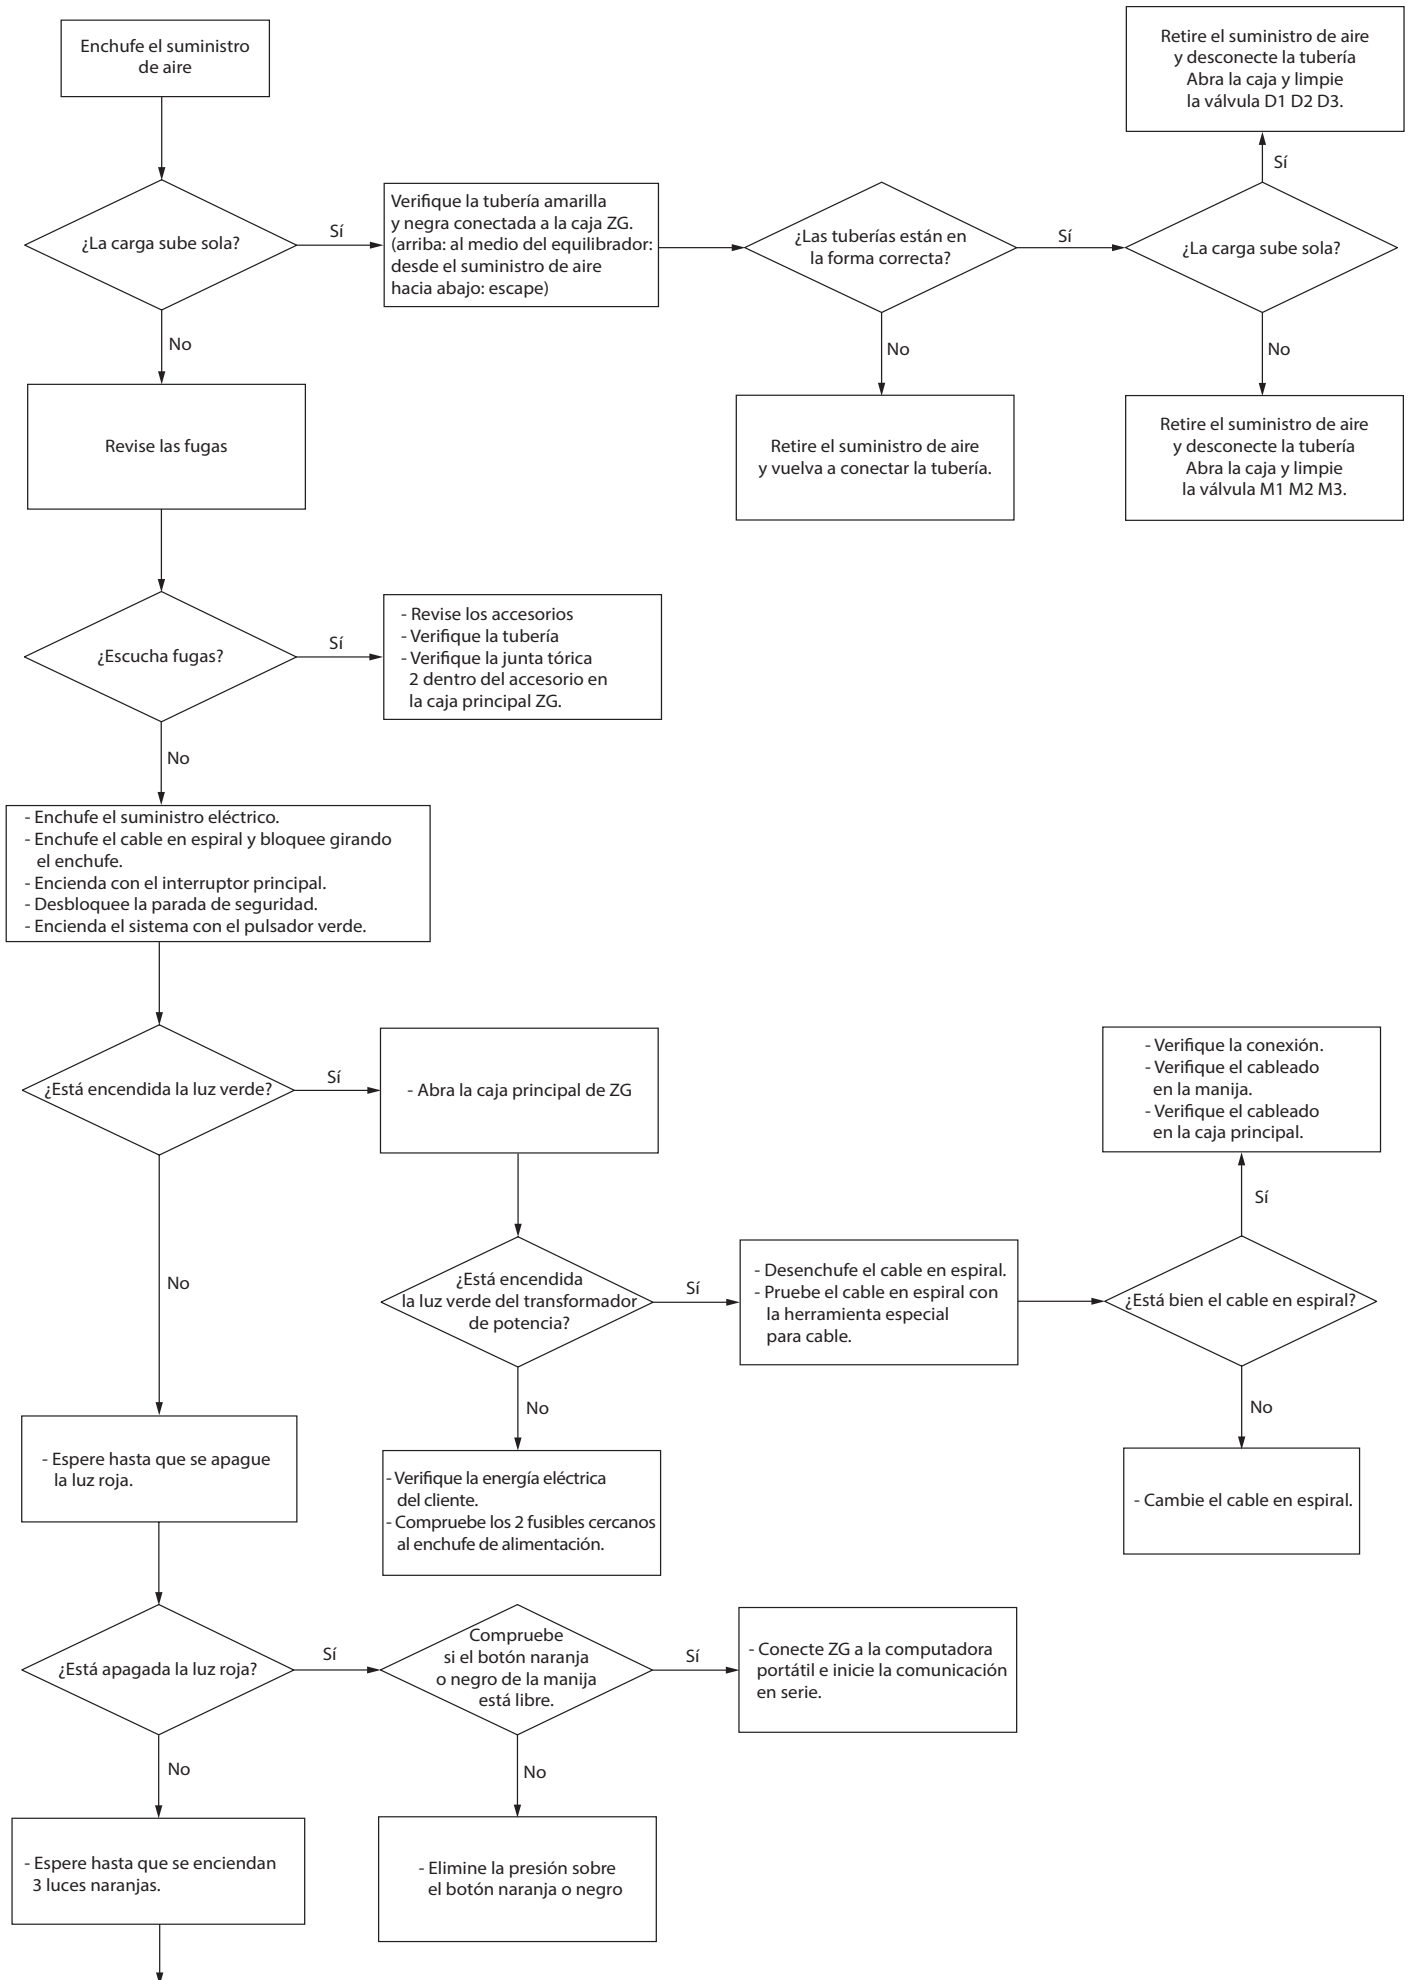 Enchufe el suministro
de aire
¿La carga sube sola?
Sí
Verifique la tubería amarilla
y negra conectada a la caja ZG.
(arriba: al medio del equilibrador:
desde el suministro de aire
hacia abajo: escape)
¿Las tuberías están en
la forma correcta?
Sí
¿La carga sube sola?
Sí
Retire el suministro de aire
y desconecte la tubería
Abra la caja y limpie
la válvula D1 D2 D3.
No
Retire el suministro de aire
y desconecte la tubería
Abra la caja y limpie
la válvula M1 M2 M3.
No
Retire el suministro de aire
y vuelva a conectar la tubería.
No
Revise las fugas
¿Escucha fugas?
Sí
- Revise los accesorios
- Verifique la tubería
- Verifique la junta tórica
2 dentro del accesorio en
la caja principal ZG.
No
- Enchufe el suministro eléctrico.
- Enchufe el cable en espiral y bloquee girando
el enchufe.
- Encienda con el interruptor principal.
- Desbloquee la parada de seguridad.
- Encienda el sistema con el pulsador verde.
¿Está encendida la luz verde?
Sí
- Abra la caja principal de ZG
¿Está encendida
la luz verde del transformador
de potencia?
Sí
- Desenchufe el cable en espiral.
- Pruebe el cable en espiral con
la herramienta especial
para cable.
¿Está bien el cable en espiral?
Sí
- Verifique la conexión.
- Verifique el cableado
en la manija.
- Verifique el cableado
en la caja principal.
No
- Cambie el cable en espiral.
No
- Verifique la energía eléctrica
del cliente.
- Compruebe los 2 fusibles cercanos
al enchufe de alimentación.
No
- Espere hasta que se apague
la luz roja.
¿Está apagada la luz roja?
Sí
Compruebe
si el botón naranja
o negro de la manija
está libre.
Sí
- Conecte ZG a la computadora
portátil e inicie la comunicación
en serie.
No
- Elimine la presión sobre
el botón naranja o negro
No
- Espere hasta que se enciendan
3 luces naranjas.